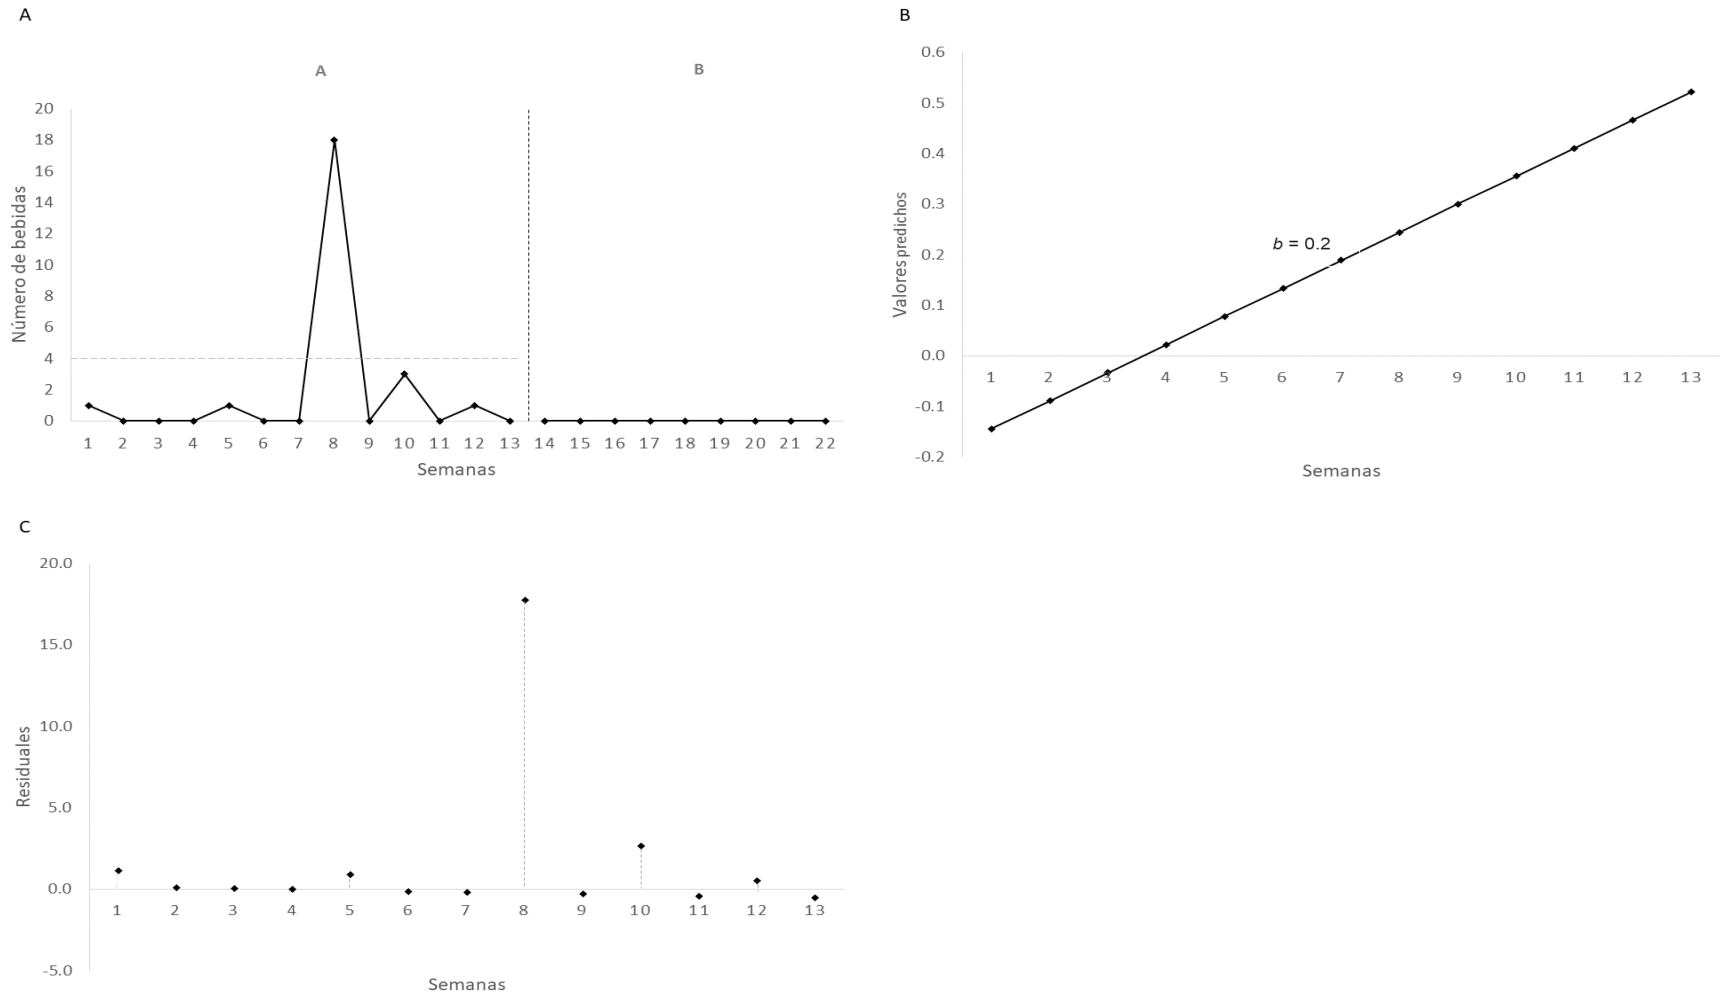 A
A B
20
18
16
14
12
10
8
6
4
2
0
Número de bebidas
1 2 3 4 5 6 7 8 9 10 11 12 13 14 15 16 17 18 19 20 21 22
Semanas
B
0.6
0.5
0.4
0.3
0.2
0.1
0.0
-0.1
-0.2
Valores predichos
b = 0.2
1 2 3 4 5 6 7 8 9 10 11 12 13
Semanas
C
20.0
15.0
10.0
5.0
0.0
-5.0
Residuales
1 2 3 4 5 6 7 8 9 10 11 12 13
Semanas